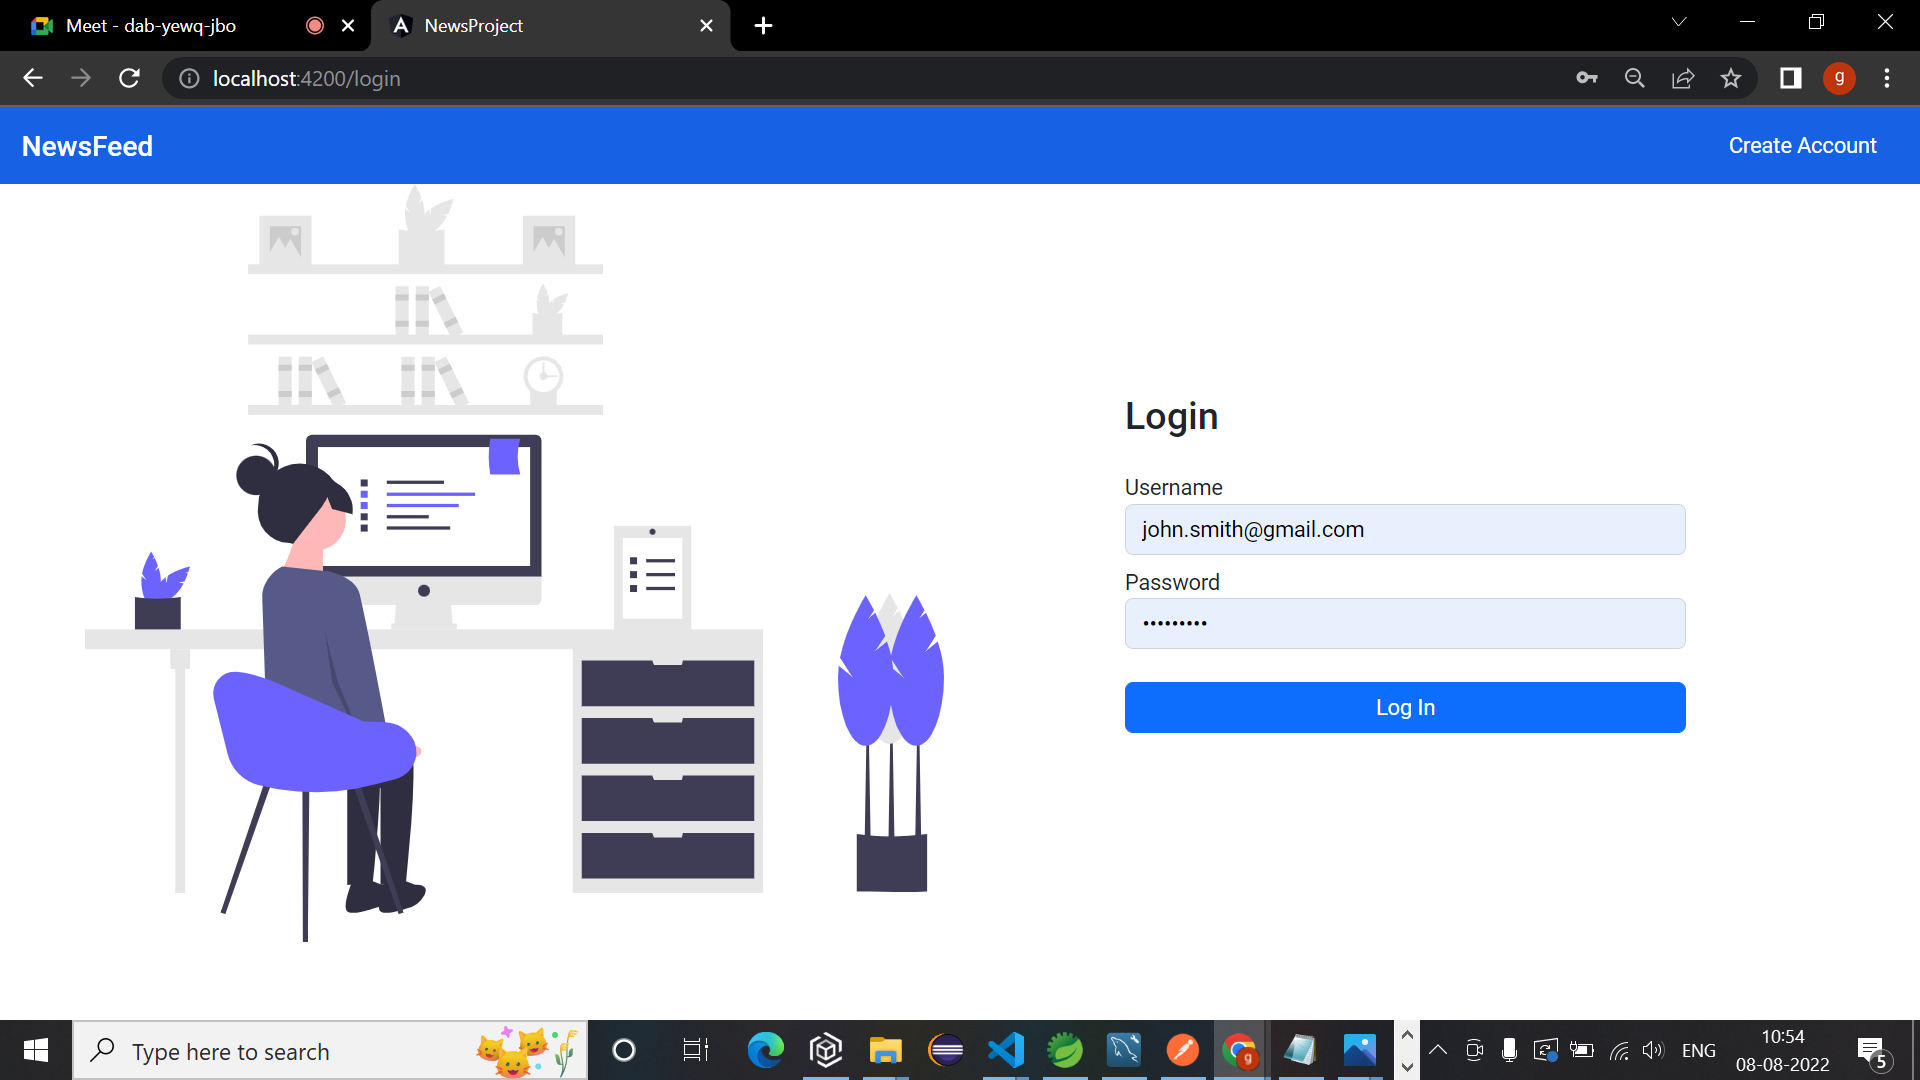 Meet - dab-yewq-jbo
NewsProject
localhost:4200/login
g
NewsFeed
Create Account
Login
Username
john.smith@gmail.com
Password
•••••••••
Log In
Type here to search
g
ENG
10:54
08-08-2022
5